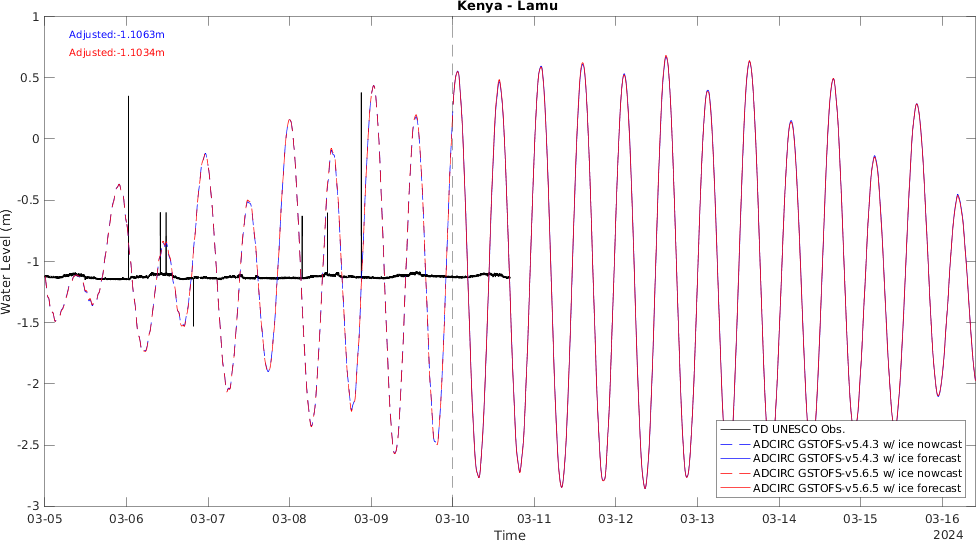 Kenya - Lamu
Adjusted:-1.1063m
Adjusted:-1.1034m
Water Level (m)
1
0.5
0
-0.5
-1
-1.5
-2
-2.5
-3
TD UNESCO Obs.
ADCIRC GSTOFS-v5.4.3 w/ ice nowcast
ADCIRC GSTOFS-v5.4.3 w/ ice forecast
ADCIRC GSTOFS-v5.6.5 w/ ice nowcast
ADCIRC GSTOFS-v5.6.5 w/ ice forecast
03-05 03-06 03-07 03-08 03-09 03-10 03-11 03-12 03-13 03-14 03-15 03-16
Time
2024